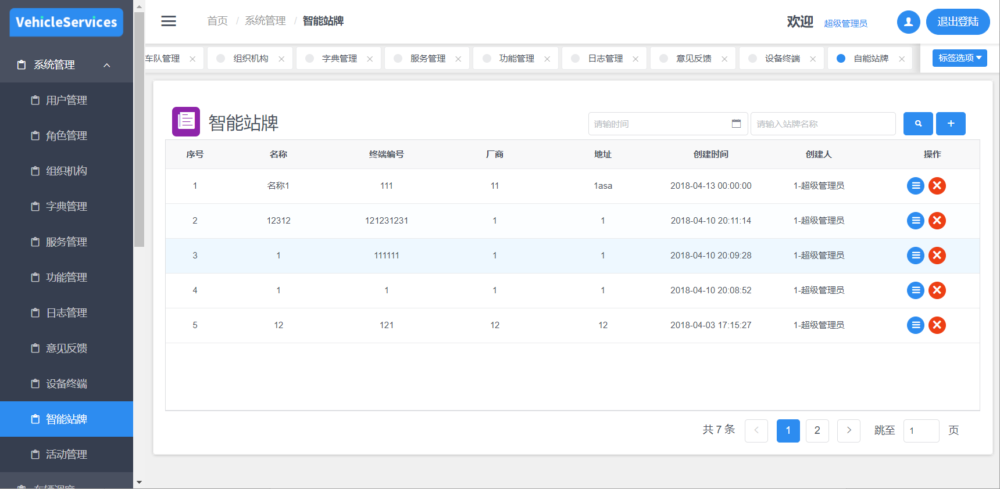 VehicleServices
首页 / 系统管理 / 智能站牌
欢迎 超级管理员 退出登陆
车队管理 组织机构 字典管理 服务管理 功能管理 日志管理 意见反馈 设备终端 自能站牌 标签选项
系统管理
用户管理
角色管理
组织机构
字典管理
服务管理
功能管理
日志管理
意见反馈
设备终端
智能站牌
活动管理
车辆调度
智能站牌 请输时间 请输入站牌名称
序号 名称 终端编号 厂商 地址 创建时间 创建人 操作
1 名称1 111 11 1asa 2018-04-13 00:00:00 1-超级管理员
2 12312 121231231 1 1 2018-04-10 20:11:14 1-超级管理员
3 1 111111 1 1 2018-04-10 20:09:28 1-超级管理员
4 1 1 1 1 2018-04-10 20:08:52 1-超级管理员
5 12 121 12 12 2018-04-03 17:15:27 1-超级管理员
共 7 条 1 2 跳至 1 页